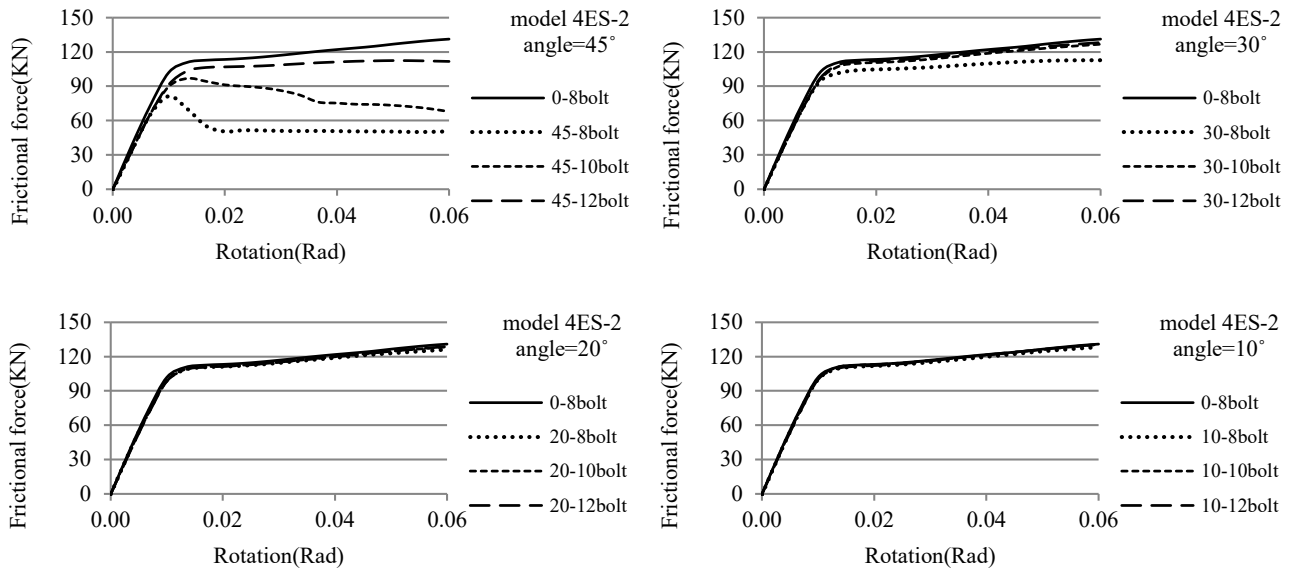 model 4ES-2
angle=45˚
Frictional force(KN)
150
120
90
60
30
0
0.00
0.02
0.04
0.06
Rotation(Rad)
0-8bolt
45-8bolt
45-10bolt
45-12bolt
model 4ES-2
angle=30˚
Frictional force(KN)
150
120
90
60
30
0
0.00
0.02
0.04
0.06
Rotation(Rad)
0-8bolt
30-8bolt
30-10bolt
30-12bolt
model 4ES-2
angle=20˚
Frictional force(KN)
150
120
90
60
30
0
0.00
0.02
0.04
0.06
Rotation(Rad)
0-8bolt
20-8bolt
20-10bolt
20-12bolt
model 4ES-2
angle=10˚
Frictional force(KN)
150
120
90
60
30
0
0.00
0.02
0.04
0.06
Rotation(Rad)
0-8bolt
10-8bolt
10-10bolt
10-12bolt